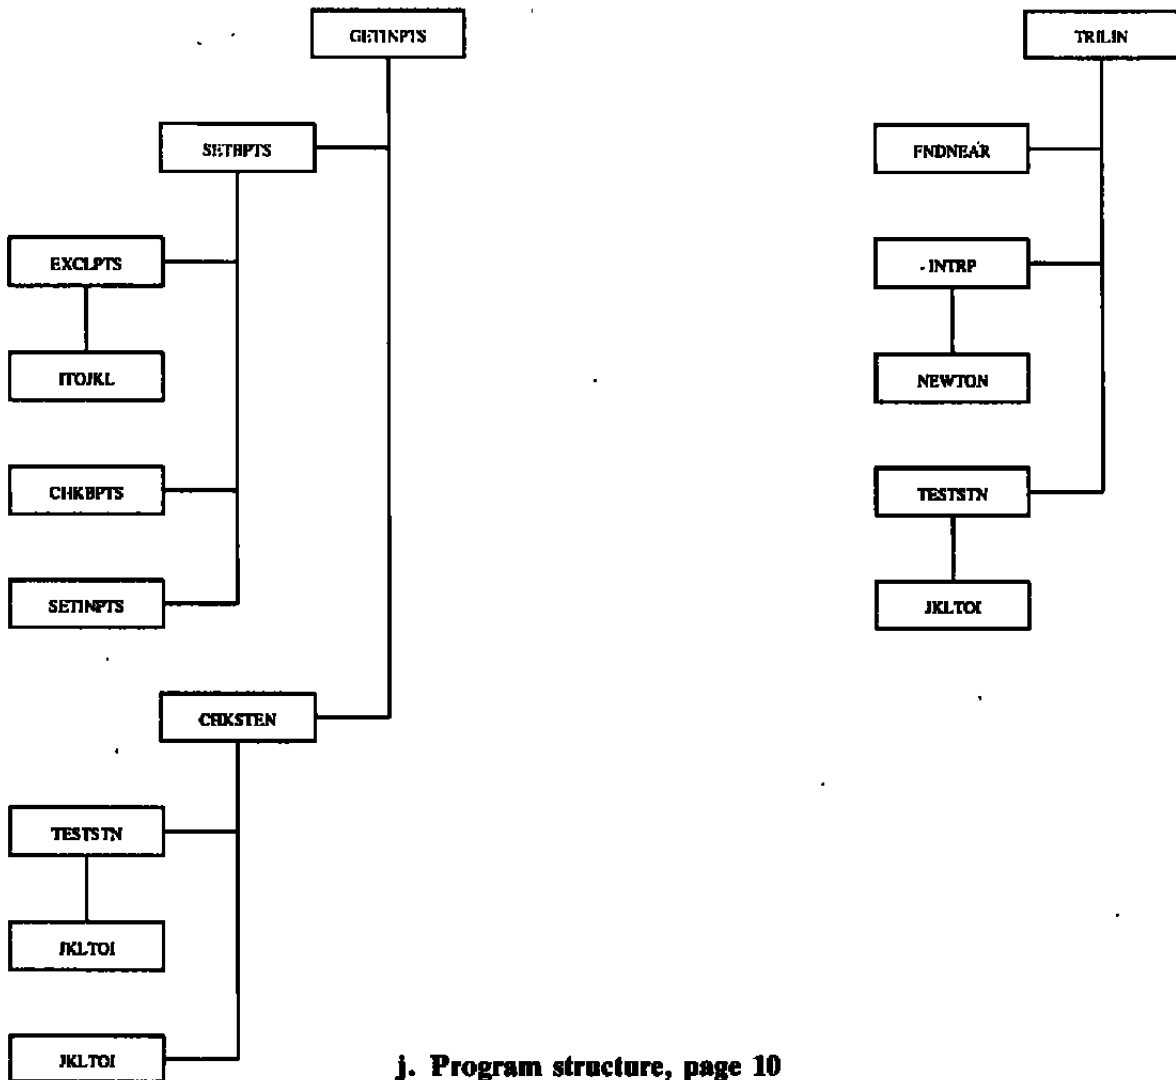 GETINPTS
TRILIN
SETBPTS
FNDNEAR
EXCLPTS
INTRP
ITOJKL
NEWTON
CHKBPTS
TESTSTN
SETINPTS
JKLTOI
CHKSTEN
TESTSTN
JKLTOI
JKLTOI
j. Program structure, page 10